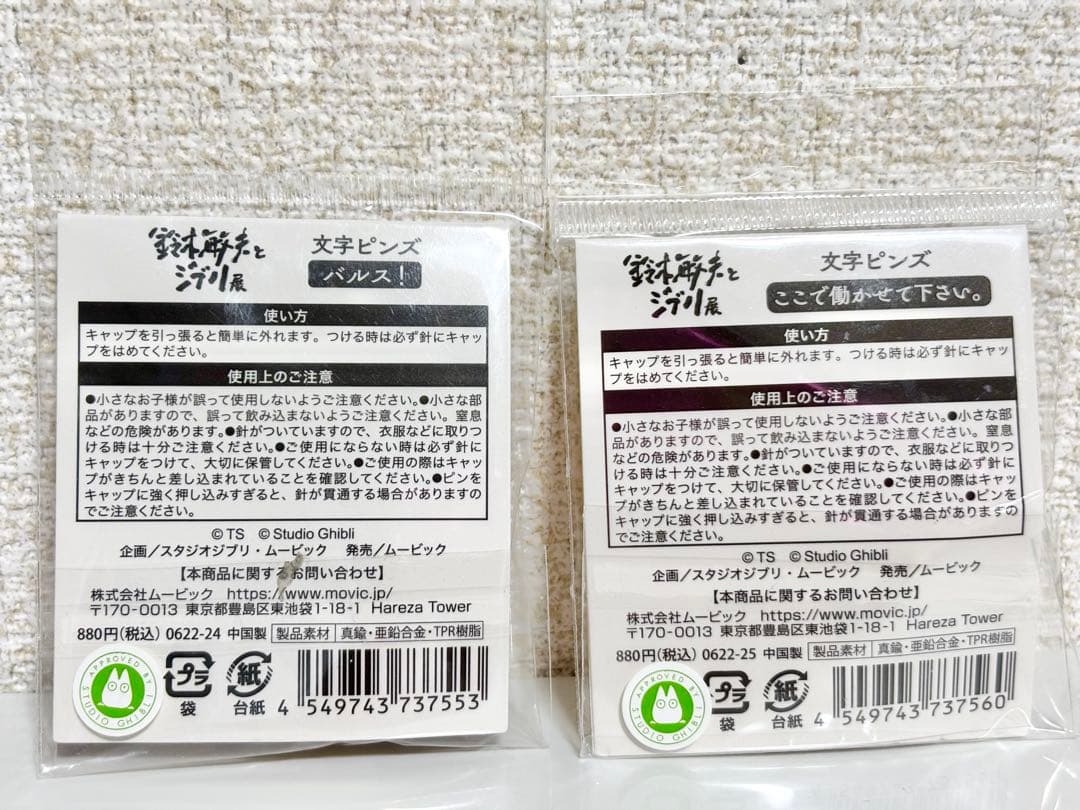 鈴木敏夫と
ジブリ展
文字ピンズ
バルス!
使い方
キャップを引っ張ると簡単に外れます。つける時は必ず針にキャッ
プをはめてください。
使用上のご注意
●小さなお子様が誤って使用しないようご注意ください。●小さな部
品がありますので、誤って飲み込まないようご注意ください。窒息
などの危険があります。●針がついていますので、衣服などに取りつ
ける時は十分ご注意ください。●ご使用にならない時は必ず針に
キャップをつけて、大切に保管してください。●ご使用の際はキャッ
プがきちんと差し込まれていることを確認してください。●ピンを
キャップに強く押し込みすぎると、針が貫通する場合がありますの
でご注意ください。
©TS ©Studio Ghibli
企画/スタジオジブリ・ムービック 発売/ムービック
【本商品に関するお問い合わせ】
株式会社ムービック https://www.movic.jp/
〒170-0013 東京都豊島区東池袋1-18-1 Hareza Tower
880円(税込) 0622-24 中国製 製品素材 真鍮・亜鉛合金・TPR樹脂
APPROVED BY STUDIO GHIBLI
プラ
袋
紙
台紙
4 549743 737553
鈴木敏夫と
ジブリ展
文字ピンズ
ここで働かせて下さい。
使い方
キャップを引っ張ると簡単に外れます。つける時は必ず針にキャッ
プをはめてください。
使用上のご注意
●小さなお子様が誤って使用しないようご注意ください。●小さな部
品がありますので、誤って飲み込まないようご注意ください。窒息
などの危険があります。●針がついていますので、衣服などに取りつ
ける時は十分ご注意ください。●ご使用にならない時は必ず針に
キャップをつけて、大切に保管してください。●ご使用の際はキャッ
プがきちんと差し込まれていることを確認してください。●ピンを
キャップに強く押し込みすぎると、針が貫通する場合がありますの
でご注意ください。
©TS ©Studio Ghibli
企画/スタジオジブリ・ムービック 発売/ムービック
【本商品に関するお問い合わせ】
株式会社ムービック https://www.movic.jp/
〒170-0013 東京都豊島区東池袋1-18-1 Hareza Tower
880円(税込) 0622-25 中国製 製品素材 真鍮・亜鉛合金・TPR樹脂
APPROVED BY STUDIO GHIBLI
プラ
袋
紙
台紙
4 549743 737560